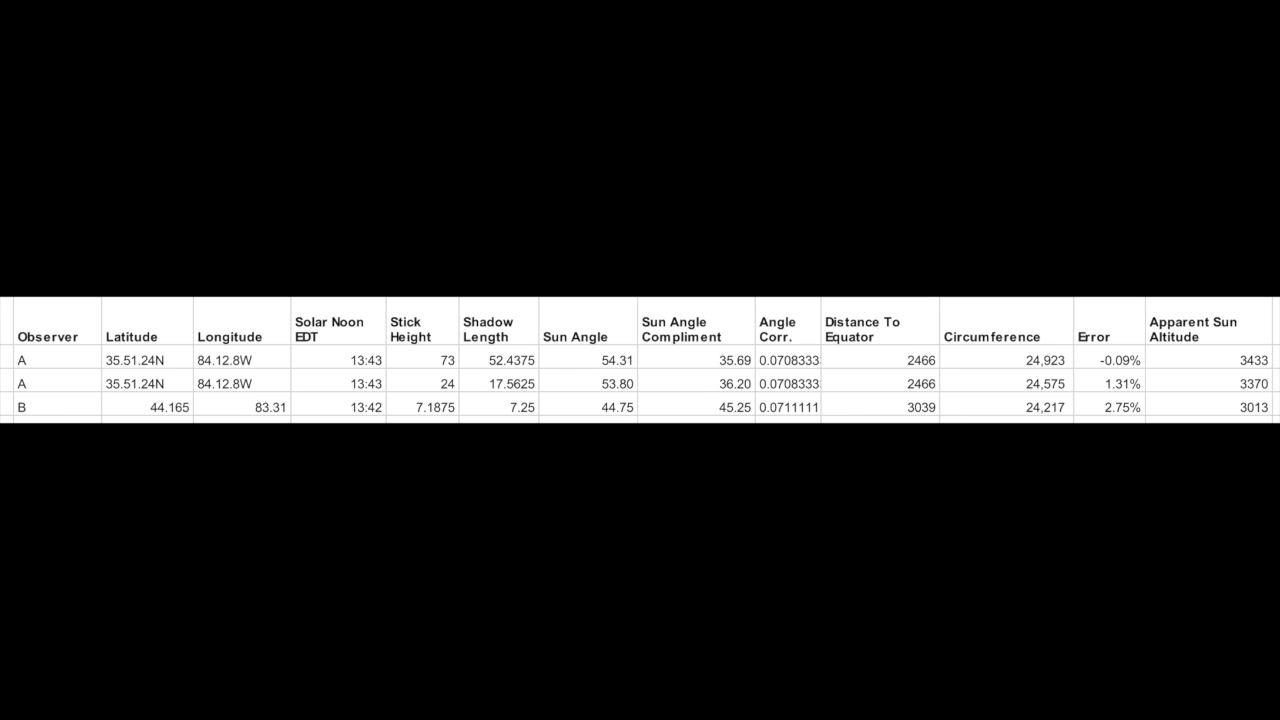 Observer Latitude Longitude Solar Noon EDT Stick Height Shadow Length Sun Angle Sun Angle Compliment Angle Corr. Distance To Equator Circumference Error Apparent Sun Altitude
A 35.51.24N 84.12.8W 13:43 73 52.4375 54.31 35.69 0.0708333 2466 24,923 -0.09% 3433
A 35.51.24N 84.12.8W 13:43 24 17.5625 53.80 36.20 0.0708333 2466 24,575 1.31% 3370
B 44.165 83.31 13:42 7.1875 7.25 44.75 45.25 0.0711111 3039 24,217 2.75% 3013